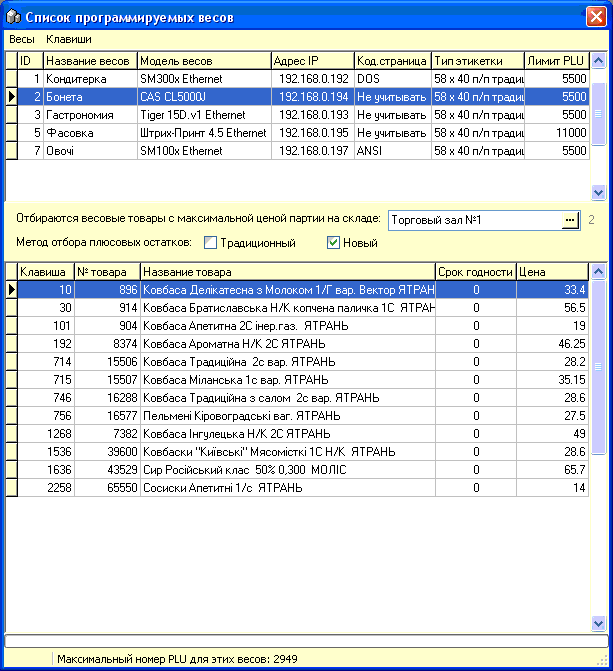 Список программируемых весов
Весы Клавиши
ID Название весов Модель весов Адрес IP Код.страница Тип этикетки Лимит PLU
1 Кондитерка SM300x Ethernet 192.168.0.192 DOS 58 x 40 п/п традиц 5500
2 Бонета CAS CL5000J 192.168.0.194 Не учитывать 58 x 40 п/п традиц 5500
3 Гастрономия Tiger 15D.v1 Ethernet 192.168.0.193 Не учитывать 58 x 40 п/п традиц 5500
5 Фасовка Штрих-Принт 4.5 Ethernet 192.168.0.195 Не учитывать 58 x 40 п/п традиц 11000
7 Овочі SM100x Ethernet 192.168.0.197 ANSI 58 x 40 п/п традиц 5500
Отбираются весовые товары с максимальной ценой партии на складе: Торговый зал №1 ... 2
Метод отбора плюсовых остатков: Традиционный Новый
Клавиша № товара Название товара Срок годности Цена
10 896 Ковбаса Делікатесна з Молоком 1/Г вар. Вектор ЯТРАН 0 33.4
30 914 Ковбаса Братиславська Н/К копчена паличка 1С ЯТРАНЬ 0 56.5
101 904 Ковбаса Апетитна 2С інер.газ. ЯТРАНЬ 0 19
192 8374 Ковбаса Ароматна Н/К 2С ЯТРАНЬ 0 46.25
714 15506 Ковбаса Традиційна 2с вар. ЯТРАНЬ 0 28.2
715 15507 Ковбаса Міланська 1с вар. ЯТРАНЬ 0 35.15
746 16288 Ковбаса Традиційна з салом 2с вар. ЯТРАНЬ 0 28.6
756 16577 Пельмені Кіровоградські ваг. ЯТРАНЬ 0 27.5
1268 7382 Ковбаса Інгулецька Н/К 2С ЯТРАНЬ 0 49
1536 39600 Ковбаски "Київські" Мясомісткі 1С Н/К ЯТРАНЬ 0 28.6
1636 43529 Сир Російський клас 50% 0,300 МОЛІС 0 65.7
2258 65550 Сосиски Апетитні 1/с ЯТРАНЬ 0 14
Максимальный номер PLU для этих весов: 2949